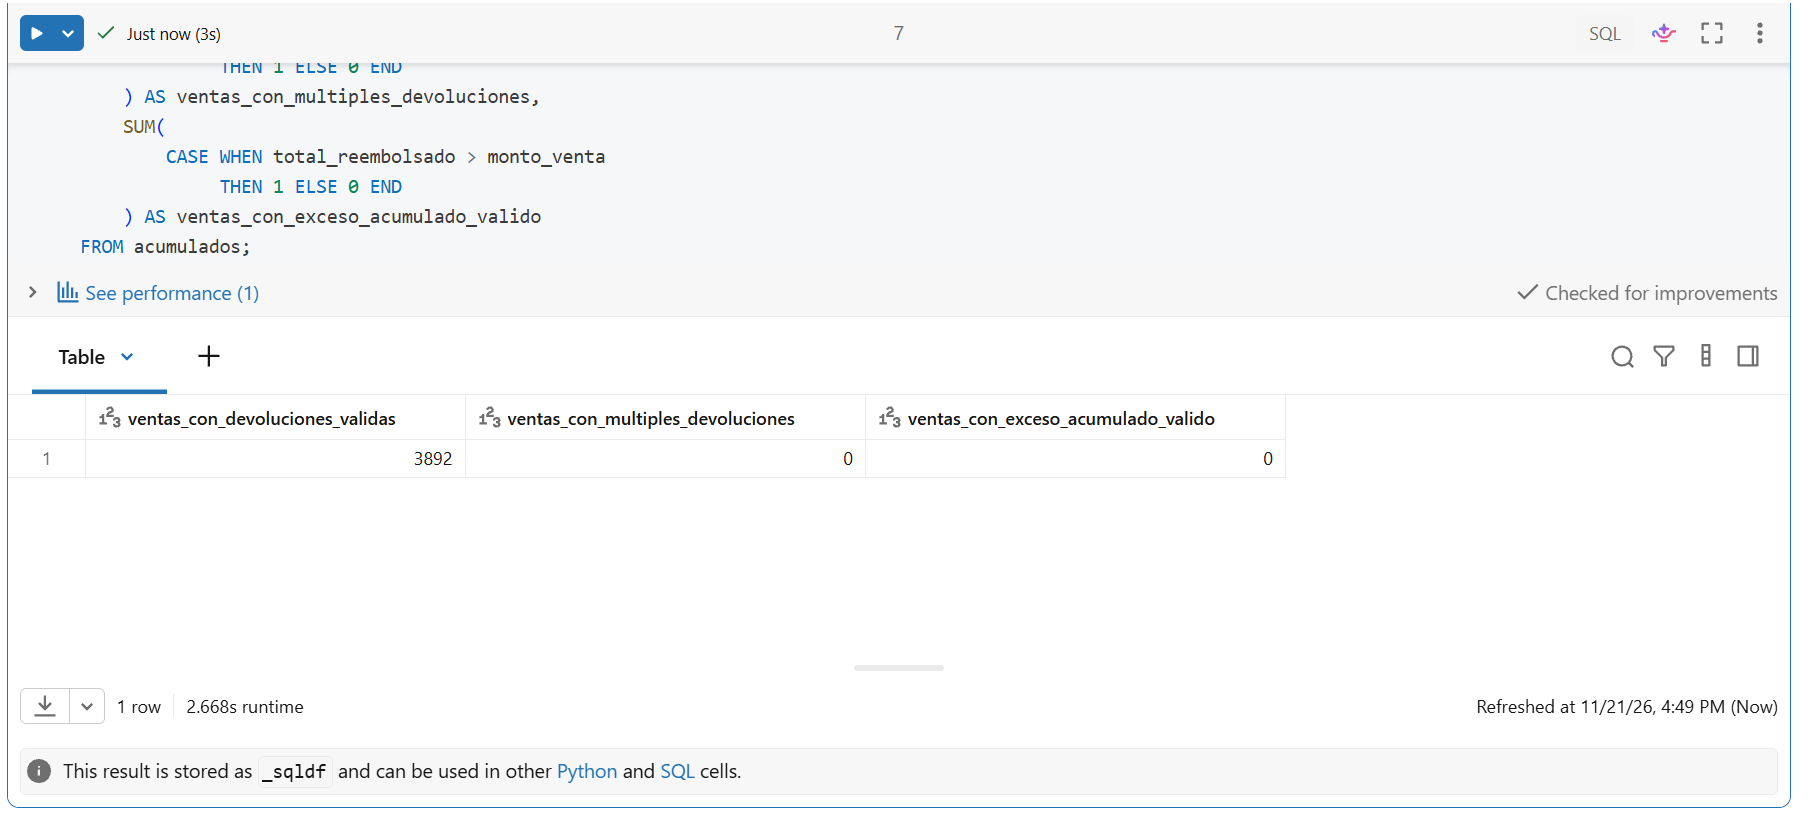 Just now (3s)
7
SQL
THEN 1 ELSE 0 END
) AS ventas_con_multiples_devoluciones,
SUM(
CASE WHEN total_reembolsado > monto_venta
THEN 1 ELSE 0 END
) AS ventas_con_exceso_acumulado_valido
FROM acumulados;
See performance (1)
Checked for improvements
Table
ventas_con_devoluciones_validas
ventas_con_multiples_devoluciones
ventas_con_exceso_acumulado_valido
1
3892
0
0
1 row
2.668s runtime
Refreshed at 11/21/26, 4:49 PM (Now)
This result is stored as _sqldf and can be used in other Python and SQL cells.